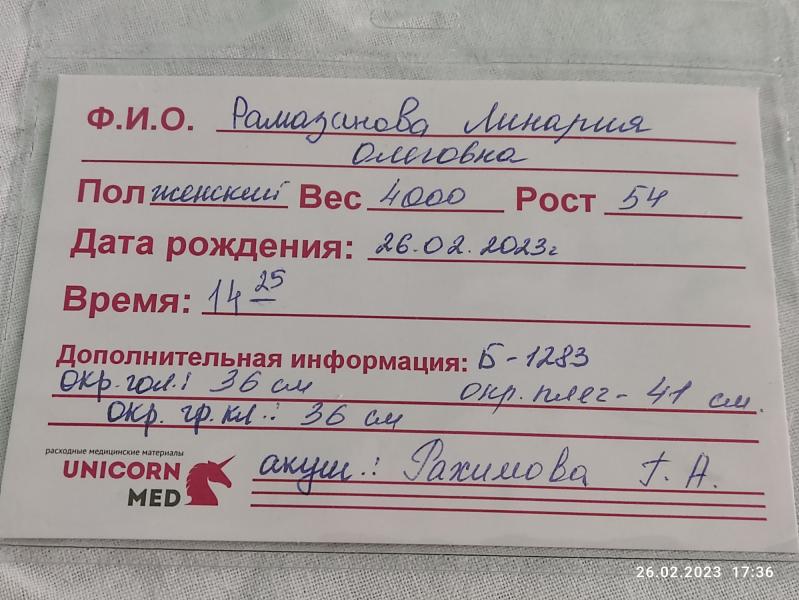 Ф.И.О. Рамазанова Линария
Олеговна
Пол женский Вес 4000 Рост 54
Дата рождения: 26.02.2023г
Время: 14 25
Дополнительная информация: Б-1283
окр. гол.: 36 см окр. плеч - 41 см.
окр. гр. кл.: 36 см
расходные медицинские материалы
UNICORN
MED
акуш.: Рахимова Г. А.
26.02.2023 17:36